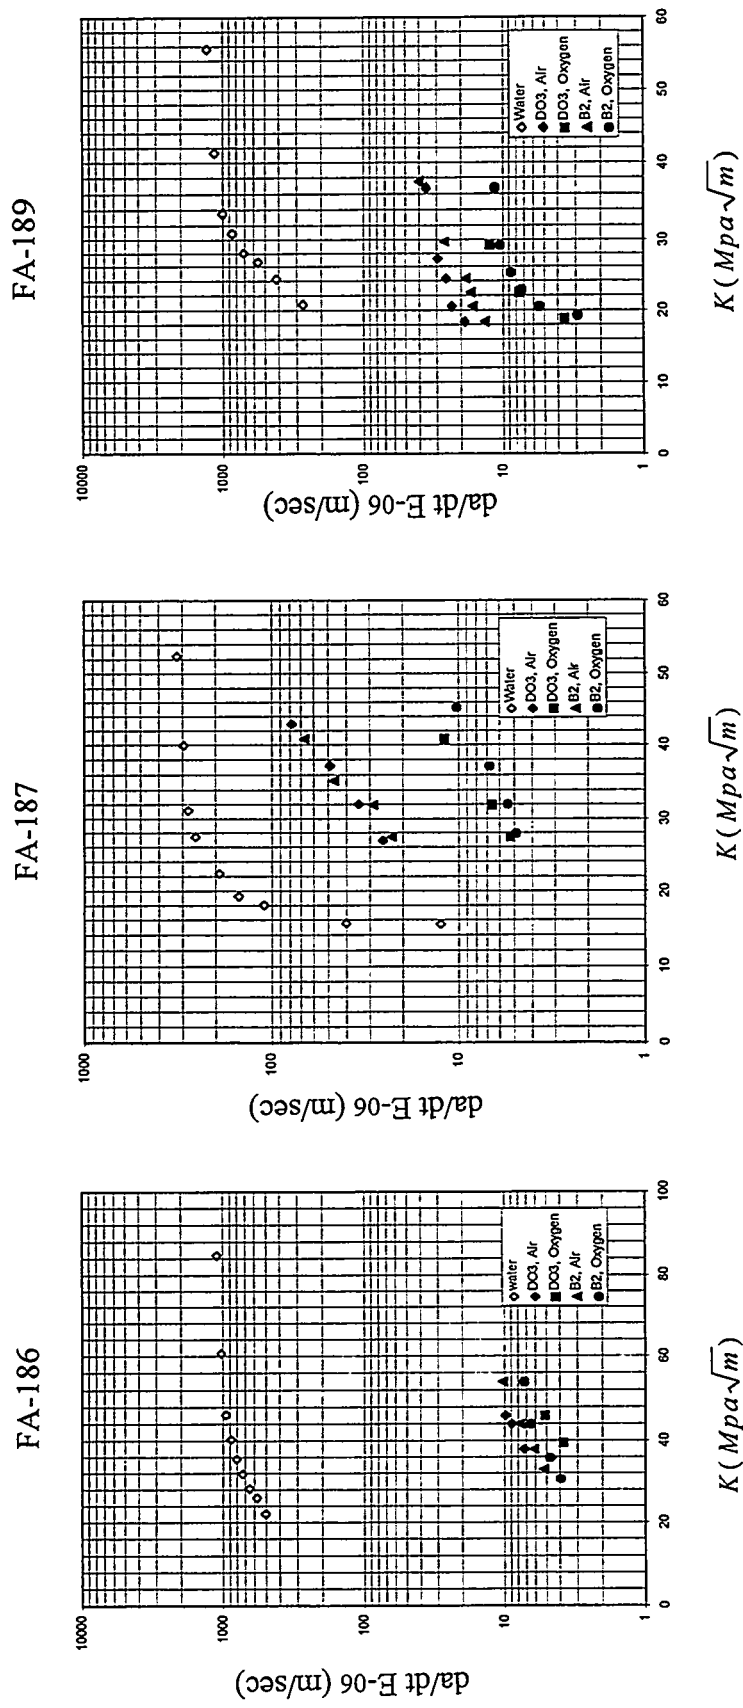 FA-189
10000
1000
100
10
1
da/dt E-06 (m/sec)
0
10
20
30
40
50
60
K ( Mpa√m )
Water
DO3, Air
DO3, Oxygen
B2, Air
B2, Oxygen
FA-187
1000
100
10
1
da/dt E-06 (m/sec)
0
10
20
30
40
50
60
K ( Mpa√m )
Water
DO3, Air
DO3, Oxygen
B2, Air
B2, Oxygen
FA-186
10000
1000
100
10
1
da/dt E-06 (m/sec)
0
20
40
60
80
100
K ( Mpa√m )
water
DO3, Air
DO3, Oxygen
B2, Air
B2, Oxygen